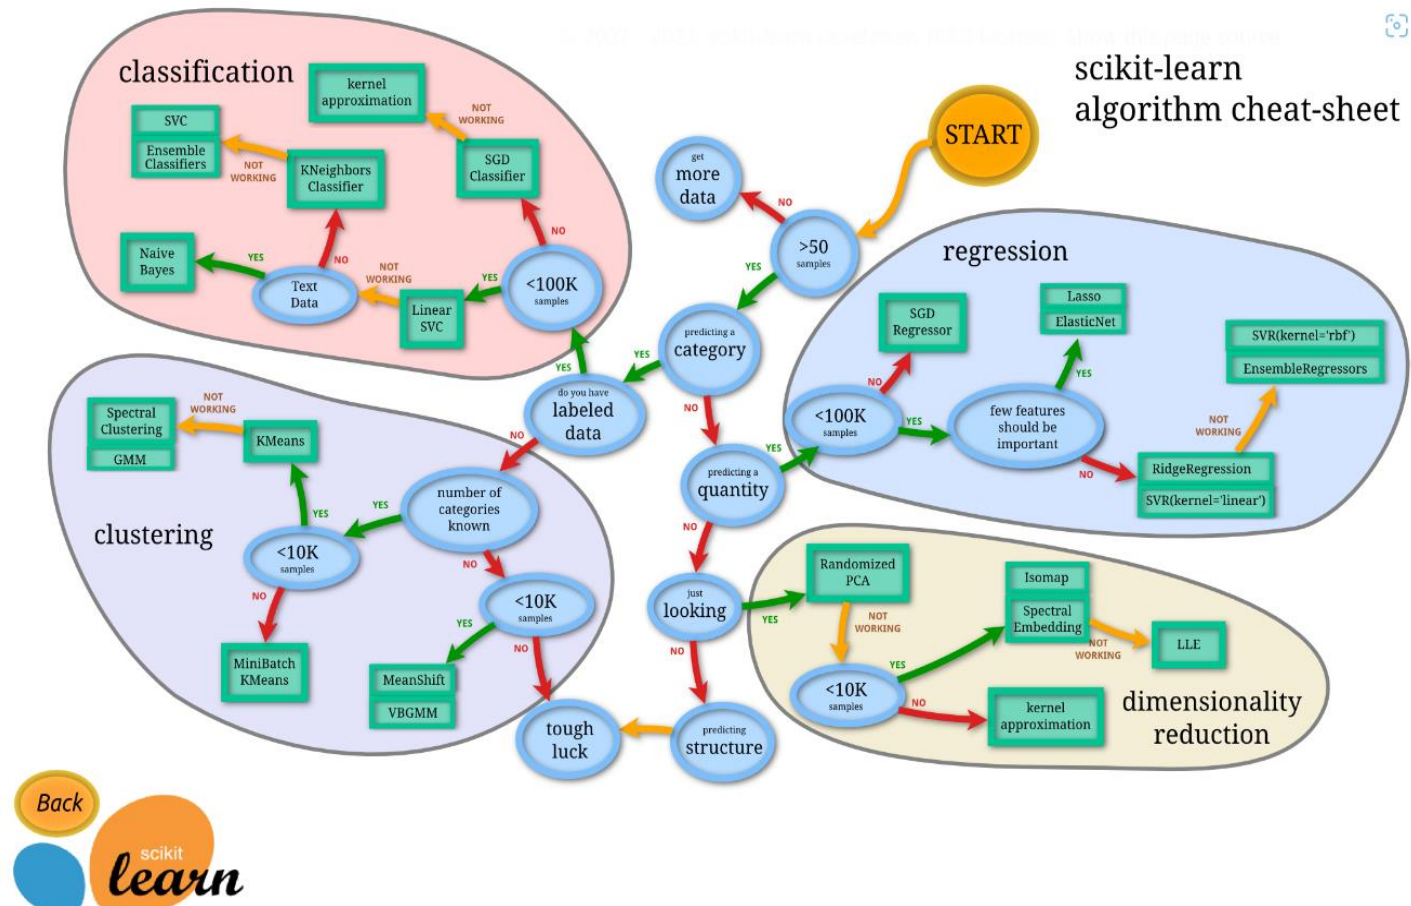 scikit-learn
algorithm cheat-sheet
START
get
more
data
NO
>50
samples
YES
predicting a
category
YES
NO
do you have
labeled
data
YES
NO
predicting a
quantity
YES
NO
just
looking
YES
NO
predicting
structure
tough
luck
classification
kernel
approximation
NOT
WORKING
SVC
Ensemble
Classifiers
NOT
WORKING
KNeighbors
Classifier
SGD
Classifier
NO
Naive
Bayes
YES
NO
Text
Data
NOT
WORKING
Linear
SVC
YES
<100K
samples
regression
SGD
Regressor
Lasso
ElasticNet
SVR(kernel='rbf')
EnsembleRegressors
NO
YES
<100K
samples
YES
few features
should be
important
NOT
WORKING
NO
RidgeRegression
SVR(kernel='linear')
clustering
Spectral
Clustering
GMM
NOT
WORKING
KMeans
YES
<10K
samples
YES
number of
categories
known
NO
NO
MiniBatch
KMeans
<10K
samples
YES
NO
MeanShift
VBGMM
dimensionality
reduction
Randomized
PCA
NOT
WORKING
Isomap
Spectral
Embedding
NOT
WORKING
LLE
YES
<10K
samples
NO
kernel
approximation
Back
scikit
learn